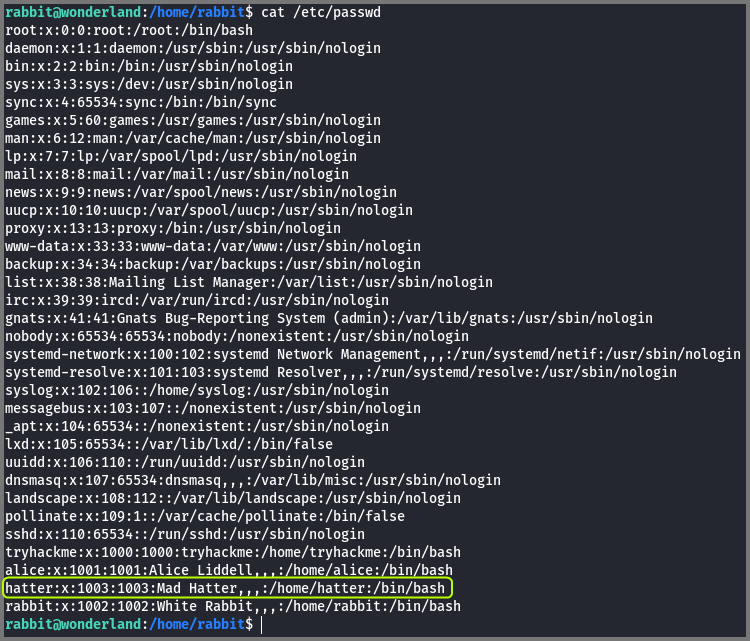 rabbit@wonderland:/home/rabbit$ cat /etc/passwd
root:x:0:0:root:/root:/bin/bash
daemon:x:1:1:daemon:/usr/sbin:/usr/sbin/nologin
bin:x:2:2:bin:/bin:/usr/sbin/nologin
sys:x:3:3:sys:/dev:/usr/sbin/nologin
sync:x:4:65534:sync:/bin:/bin/sync
games:x:5:60:games:/usr/games:/usr/sbin/nologin
man:x:6:12:man:/var/cache/man:/usr/sbin/nologin
lp:x:7:7:lp:/var/spool/lpd:/usr/sbin/nologin
mail:x:8:8:mail:/var/mail:/usr/sbin/nologin
news:x:9:9:news:/var/spool/news:/usr/sbin/nologin
uucp:x:10:10:uucp:/var/spool/uucp:/usr/sbin/nologin
proxy:x:13:13:proxy:/bin:/usr/sbin/nologin
www-data:x:33:33:www-data:/var/www:/usr/sbin/nologin
backup:x:34:34:backup:/var/backups:/usr/sbin/nologin
list:x:38:38:Mailing List Manager:/var/list:/usr/sbin/nologin
irc:x:39:39:ircd:/var/run/ircd:/usr/sbin/nologin
gnats:x:41:41:Gnats Bug-Reporting System (admin):/var/lib/gnats:/usr/sbin/nologin
nobody:x:65534:65534:nobody:/nonexistent:/usr/sbin/nologin
systemd-network:x:100:102:systemd Network Management,,,:/run/systemd/netif:/usr/sbin/nologin
systemd-resolve:x:101:103:systemd Resolver,,,:/run/systemd/resolve:/usr/sbin/nologin
syslog:x:102:106::/home/syslog:/usr/sbin/nologin
messagebus:x:103:107::/nonexistent:/usr/sbin/nologin
_apt:x:104:65534::/nonexistent:/usr/sbin/nologin
lxd:x:105:65534::/var/lib/lxd/:/bin/false
uuidd:x:106:110::/run/uuidd:/usr/sbin/nologin
dnsmasq:x:107:65534:dnsmasq,,,:/var/lib/misc:/usr/sbin/nologin
landscape:x:108:112::/var/lib/landscape:/usr/sbin/nologin
pollinate:x:109:1::/var/cache/pollinate:/bin/false
sshd:x:110:65534::/run/sshd:/usr/sbin/nologin
tryhackme:x:1000:1000:tryhackme:/home/tryhackme:/bin/bash
alice:x:1001:1001:Alice Liddell,,,:/home/alice:/bin/bash
hatter:x:1003:1003:Mad Hatter,,,:/home/hatter:/bin/bash
rabbit:x:1002:1002:White Rabbit,,,:/home/rabbit:/bin/bash
rabbit@wonderland:/home/rabbit$